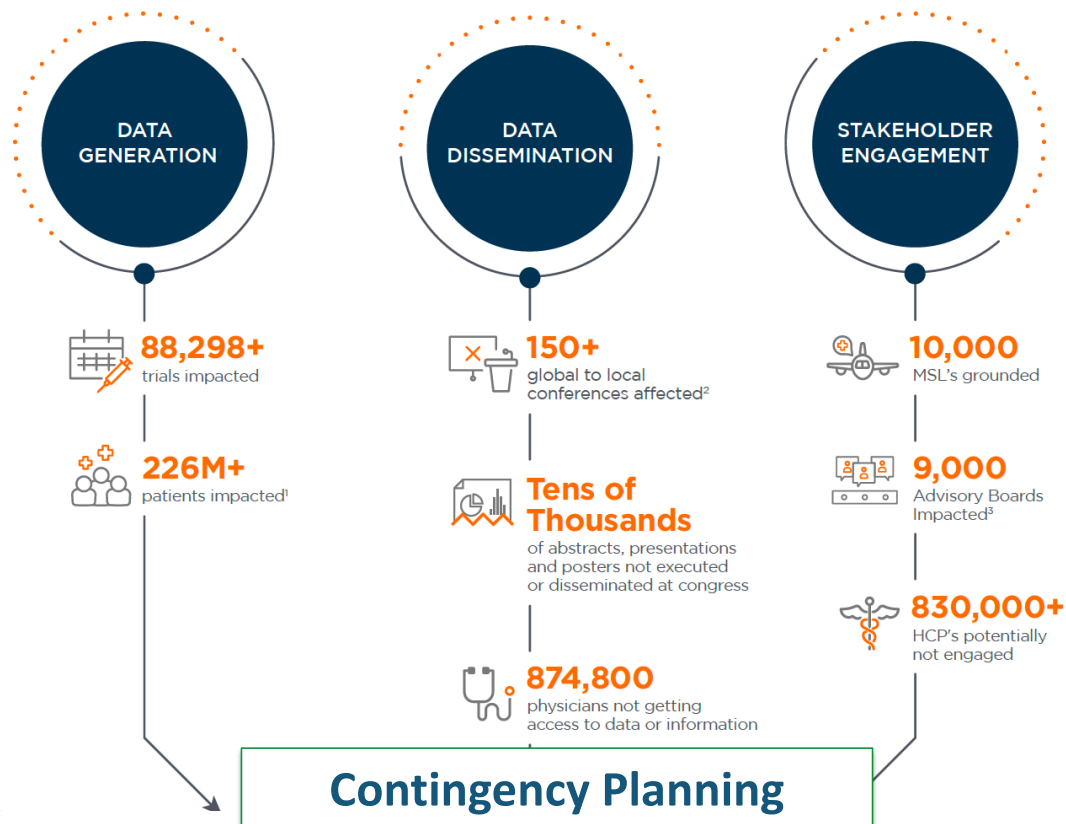 DATA
GENERATION
88,298+
trials impacted
226M+
patients impacted¹
DATA
DISSEMINATION
150+
global to local
conferences affected²
Tens of
Thousands
of abstracts, presentations
and posters not executed
or disseminated at congress
874,800
physicians not getting
access to data or information
STAKEHOLDER
ENGAGEMENT
10,000
MSL's grounded
9,000
Advisory Boards
Impacted³
830,000+
HCP's potentially
not engaged
Contingency Planning